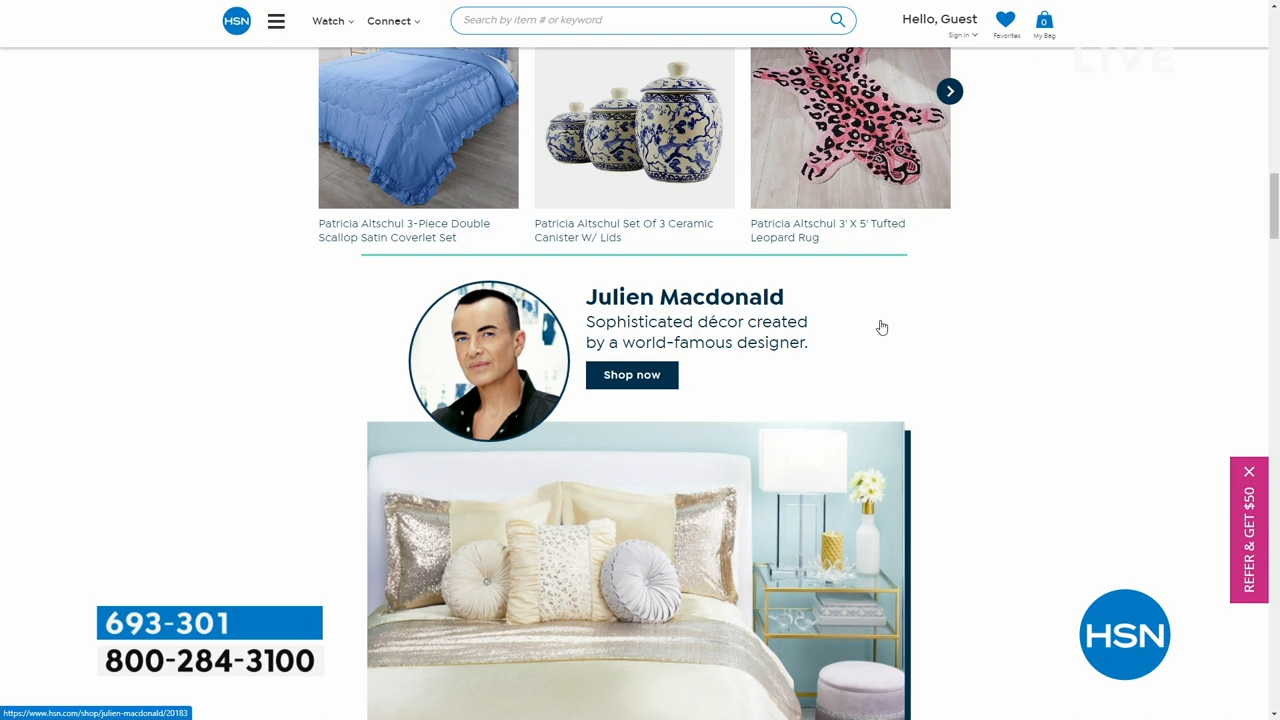 HSN
Watch
Connect
Search by item # or keyword
Hello, Guest
Sign In
Favorites
0
My Bag
LIVE
Patricia Altschul 3-Piece Double
Scallop Satin Coverlet Set
Patricia Altschul Set Of 3 Ceramic
Canister W/ Lids
Patricia Altschul 3' X 5' Tufted
Leopard Rug
Julien Macdonald
Sophisticated décor created
by a world-famous designer.
Shop now
REFER & GET $50
693-301
800-284-3100
HSN
https://www.hsn.com/shop/julien-macdonald/20183